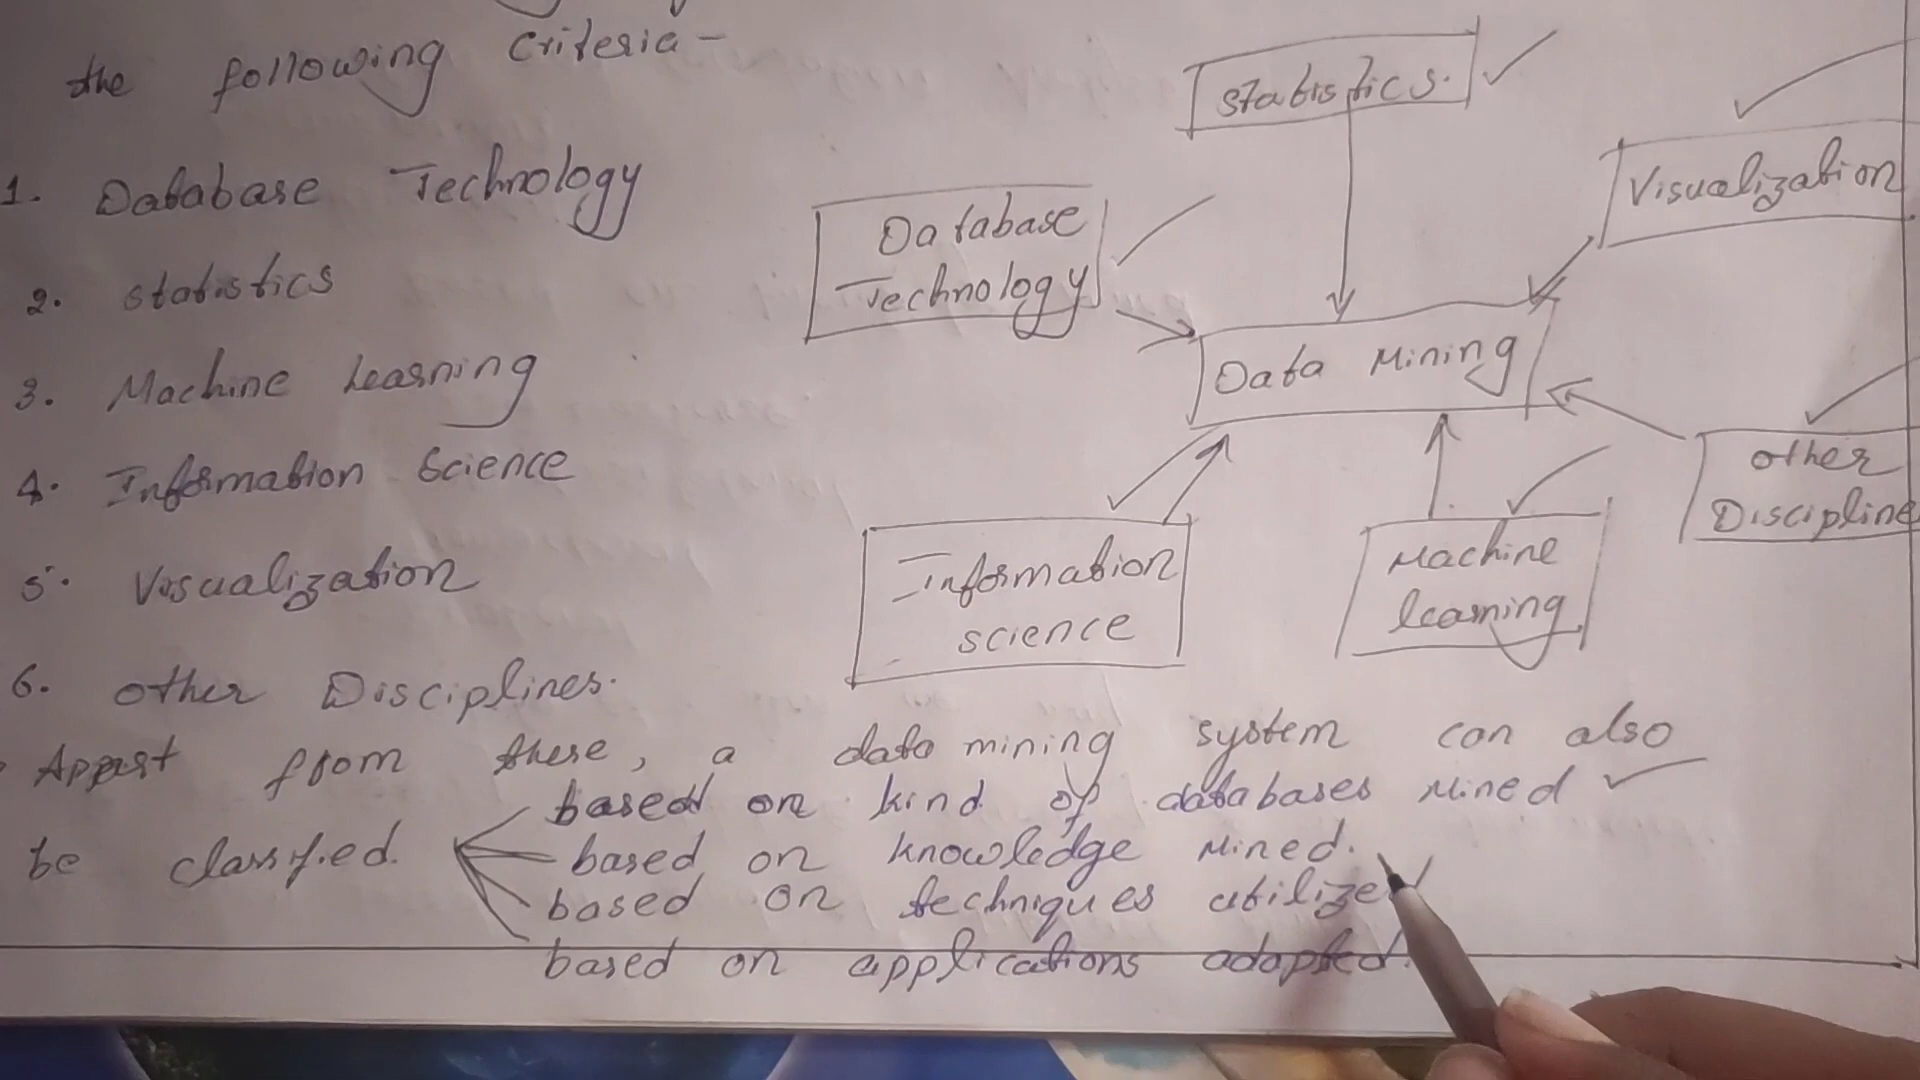 the following criteria-
1. Database Technology
2. statistics
3. Machine Learning
4. Information Science
5. Visualization
6. other Disciplines.
statistics.
Visualization
Database
Technology
Data Mining
other
Discipline
Information
science
Machine
learning
Appart from these, a data mining system can also
be classified.
based on kind of databases Mined
based on knowledge Mined.
based on techniques utilized
based on applications adapted.